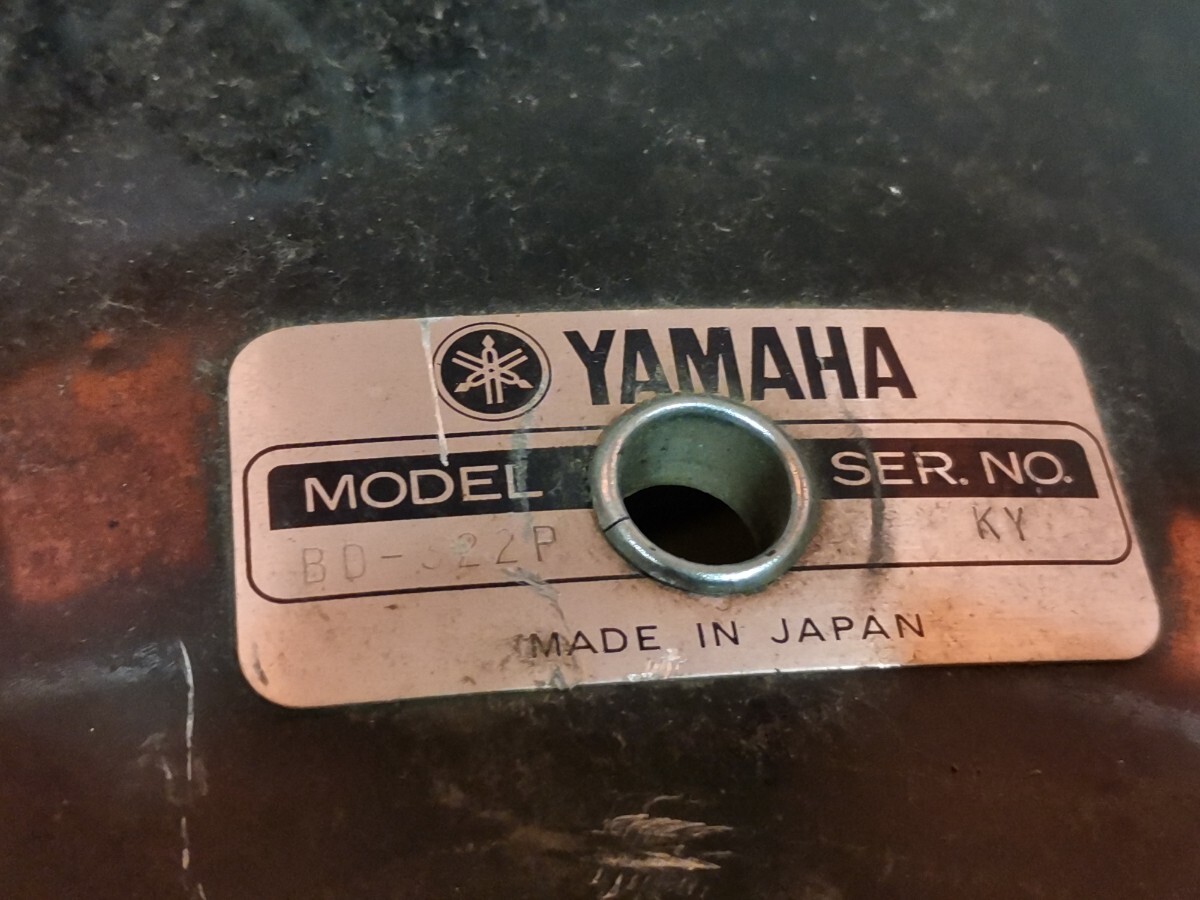 YAMAHA
MODEL SER. NO.
KY
MADE IN JAPAN